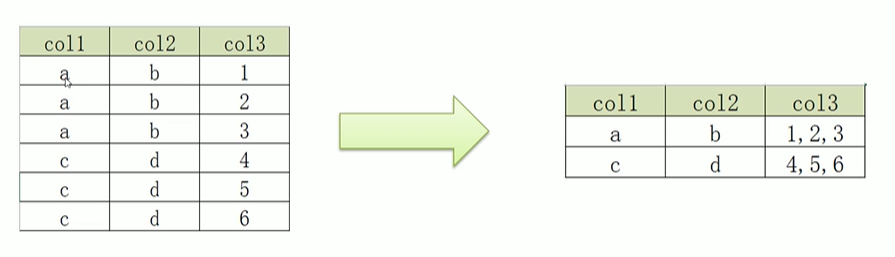 col1 col2 col3
a b 1
a b 2
a b 3
c d 4
c d 5
c d 6
col1 col2 col3
a b 1,2,3
c d 4,5,6